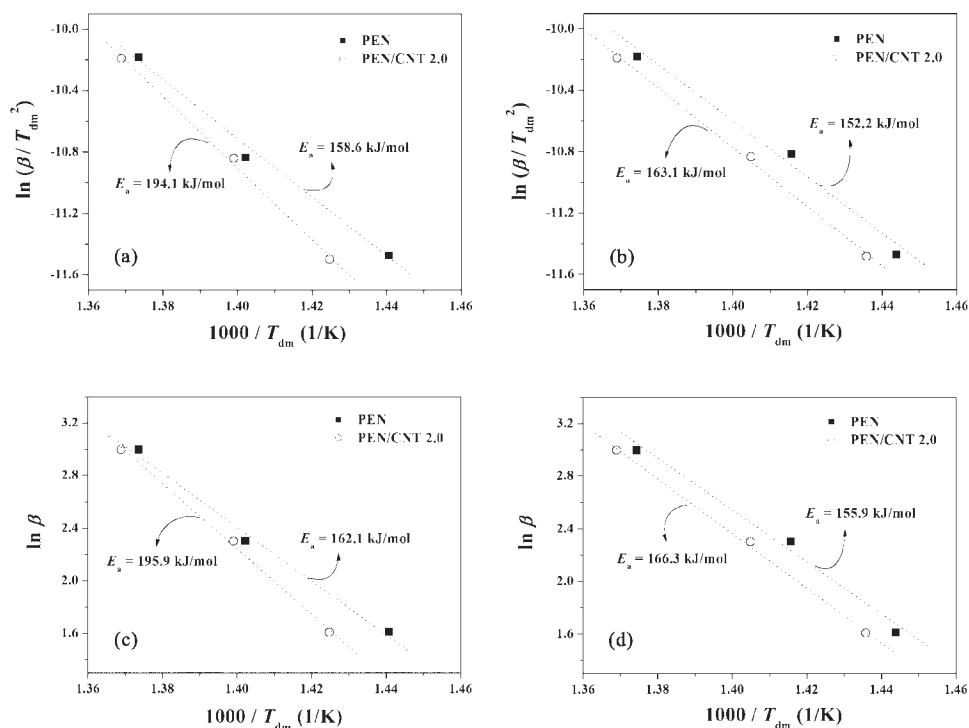 -10.0
-10.4
-10.8
-11.2
-11.6
ln (β / T_dm²)
■ PEN
○ PEN/CNT 2.0
E_a = 158.6 kJ/mol
E_a = 194.1 kJ/mol
(a)
1.36 1.38 1.40 1.42 1.44 1.46
1000 / T_dm (1/K)
-10.0
-10.4
-10.8
-11.2
-11.6
ln (β / T_dm²)
■ PEN
○ PEN/CNT 2.0
E_a = 152.2 kJ/mol
E_a = 163.1 kJ/mol
(b)
1.36 1.38 1.40 1.42 1.44 1.46
1000 / T_dm (1/K)
3.2
2.8
2.4
2.0
1.6
ln β
■ PEN
○ PEN/CNT 2.0
E_a = 162.1 kJ/mol
E_a = 195.9 kJ/mol
(c)
1.36 1.38 1.40 1.42 1.44 1.46
1000 / T_dm (1/K)
3.2
2.8
2.4
2.0
1.6
ln β
■ PEN
PEN/CNT 2.0
E_a = 155.9 kJ/mol
E_a = 166.3 kJ/mol
(d)
1.36 1.38 1.40 1.42 1.44 1.46
1000 / T_dm (1/K)